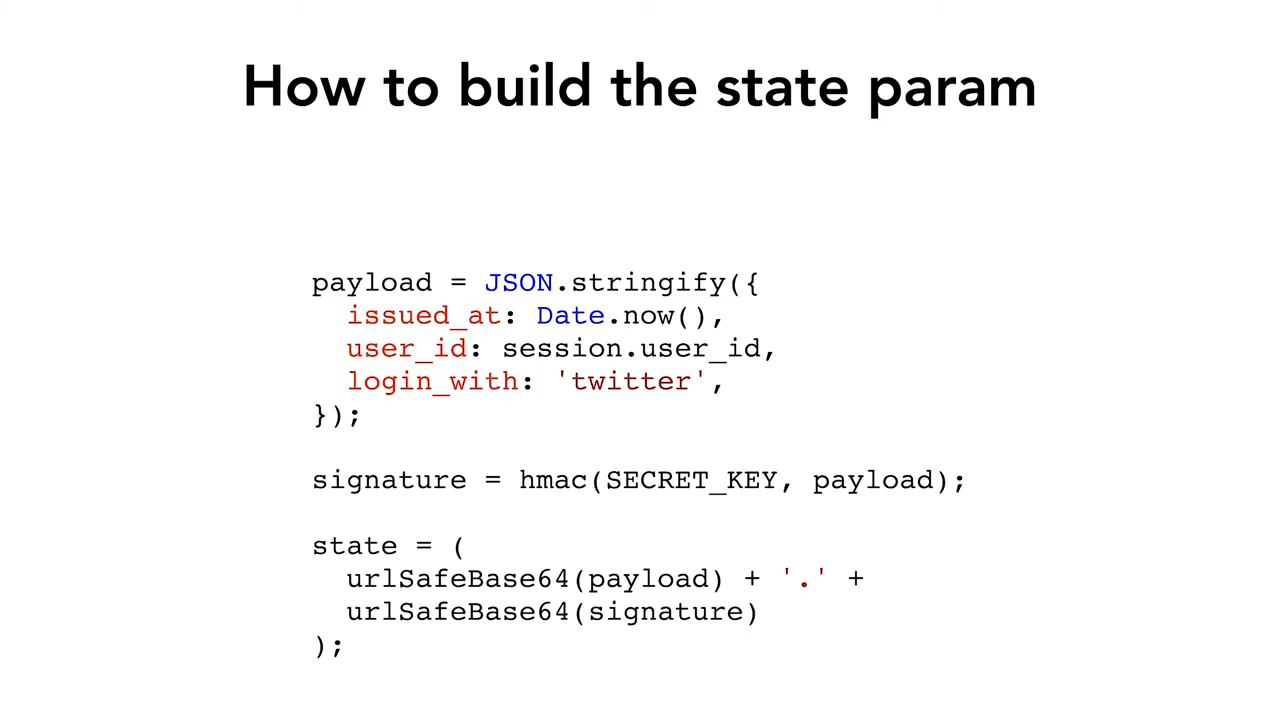 How to build the state param
payload = JSON.stringify({
  issued_at: Date.now(),
  user_id: session.user_id,
  login_with: 'twitter',
});
signature = hmac(SECRET_KEY, payload);
state = (
  urlSafeBase64(payload) + '.' +
  urlSafeBase64(signature)
);